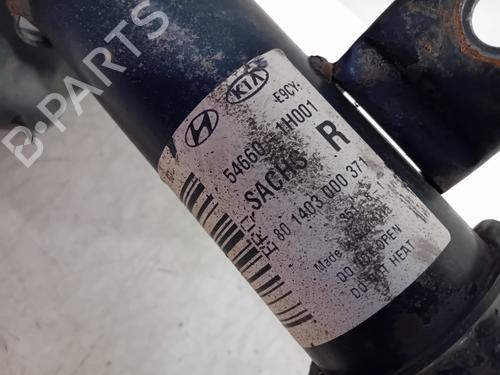 B-PARTS
KIA
-E9CY-
54660 1H001
SACHS R
80 1403 000 371
Made
DO NOT OPEN
DO NOT HEAT